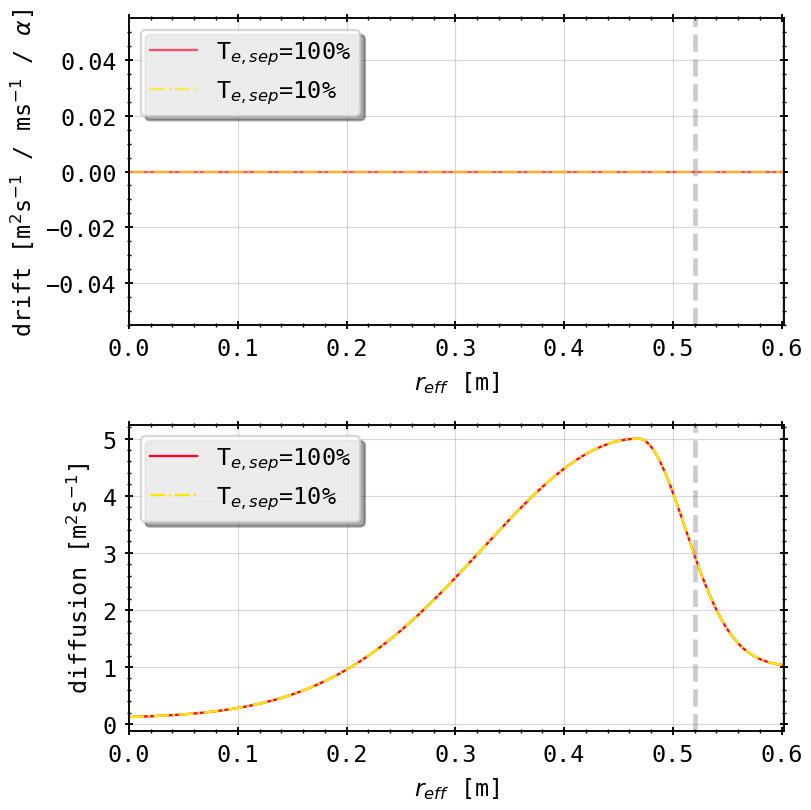 drift [m²s⁻¹ / ms⁻¹ / α]
T_e,sep=100%
T_e,sep=10%
0.04
0.02
0.00
−0.02
−0.04
0.0 0.1 0.2 0.3 0.4 0.5 0.6
r_eff [m]
diffusion [m²s⁻¹]
T_e,sep=100%
T_e,sep=10%
5
4
3
2
1
0
0.0 0.1 0.2 0.3 0.4 0.5 0.6
r_eff [m]